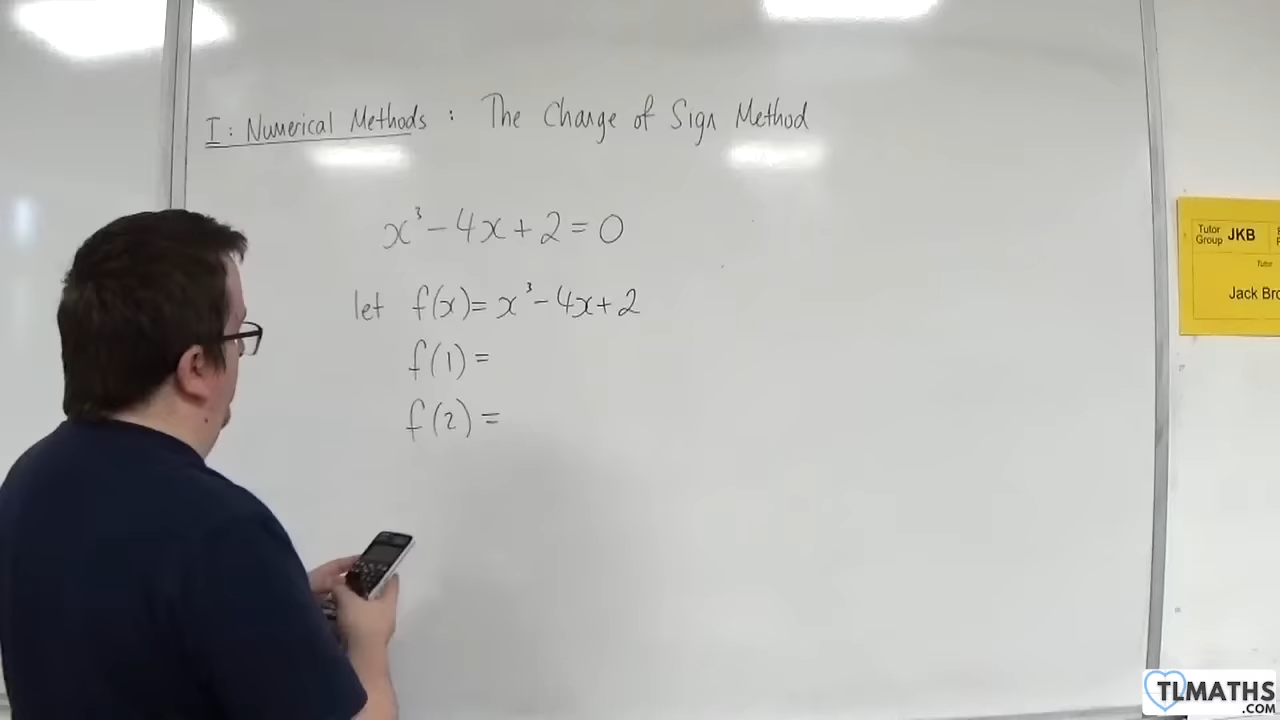 I: Numerical Methods: The Change of Sign Method
x³ - 4x + 2 = 0
let f(x) = x³ - 4x + 2
f(1) =
f(2) =
Tutor Group JKB
Tutor
Jack Bro
TLMATHS
.COM